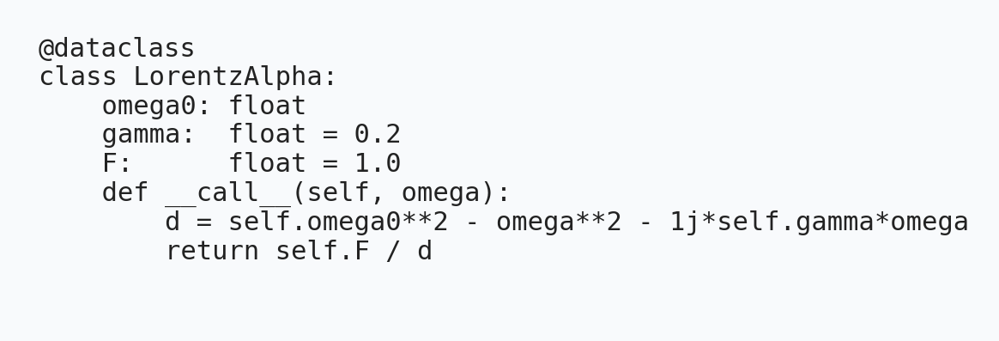 @dataclass
class LorentzAlpha:
    omega0: float
    gamma:  float = 0.2
    F:      float = 1.0
    def __call__(self, omega):
        d = self.omega0**2 - omega**2 - 1j*self.gamma*omega
        return self.F / d